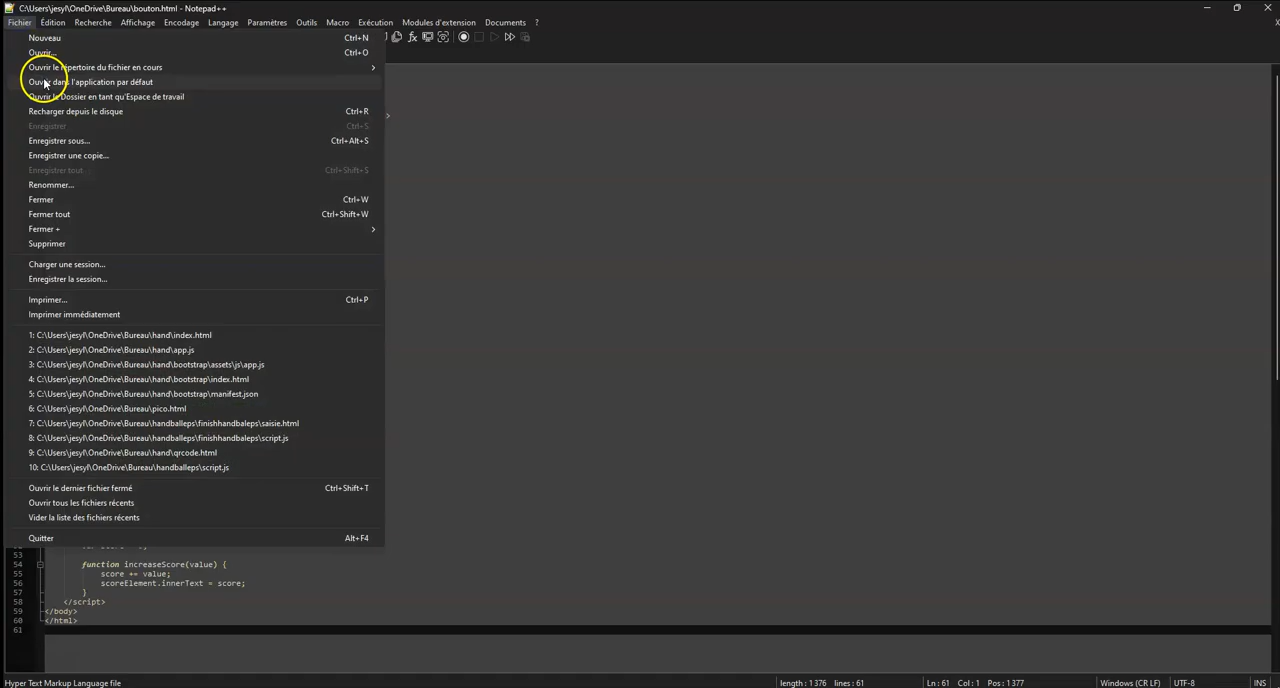 C:\Users\jesyl\OneDrive\Bureau\bouton.html - Notepad++
Fichier Édition Recherche Affichage Encodage Langage Paramètres Outils Macro Exécution Modules d'extension Documents ?
Nouveau Ctrl+N
Ouvrir... Ctrl+O
Ouvrir le répertoire du fichier en cours
Ouvrir dans l'application par défaut
Ouvrir le Dossier en tant qu'Espace de travail
Recharger depuis le disque Ctrl+R
Enregistrer Ctrl+S
Enregistrer sous... Ctrl+Alt+S
Enregistrer une copie...
Enregistrer tout Ctrl+Shift+S
Renommer...
Fermer Ctrl+W
Fermer tout Ctrl+Shift+W
Fermer +
Supprimer
Charger une session...
Enregistrer la session...
Imprimer... Ctrl+P
Imprimer immédiatement
1: C:\Users\jesyl\OneDrive\Bureau\hand\index.html
2: C:\Users\jesyl\OneDrive\Bureau\hand\app.js
3: C:\Users\jesyl\OneDrive\Bureau\hand\bootstrap\assets\js\app.js
4: C:\Users\jesyl\OneDrive\Bureau\hand\bootstrap\index.html
5: C:\Users\jesyl\OneDrive\Bureau\hand\bootstrap\manifest.json
6: C:\Users\jesyl\OneDrive\Bureau\pico.html
7: C:\Users\jesyl\OneDrive\Bureau\handballeps\finishhandbaleps\saisie.html
8: C:\Users\jesyl\OneDrive\Bureau\handballeps\finishhandbaleps\script.js
9: C:\Users\jesyl\OneDrive\Bureau\hand\qrcode.html
10: C:\Users\jesyl\OneDrive\Bureau\handballeps\script.js
Ouvrir le dernier fichier fermé Ctrl+Shift+T
Ouvrir tous les fichiers récents
Vider la liste des fichiers récents
Quitter Alt+F4
53
54 function increaseScore(value) {
55 score += value;
56 scoreElement.innerText = score;
57 }
58 </script>
59 </body>
60 </html>
61
Hyper Text Markup Language file length : 1 376 lines : 61 Ln : 61 Col : 1 Pos : 1 377 Windows (CR LF) UTF-8 INS